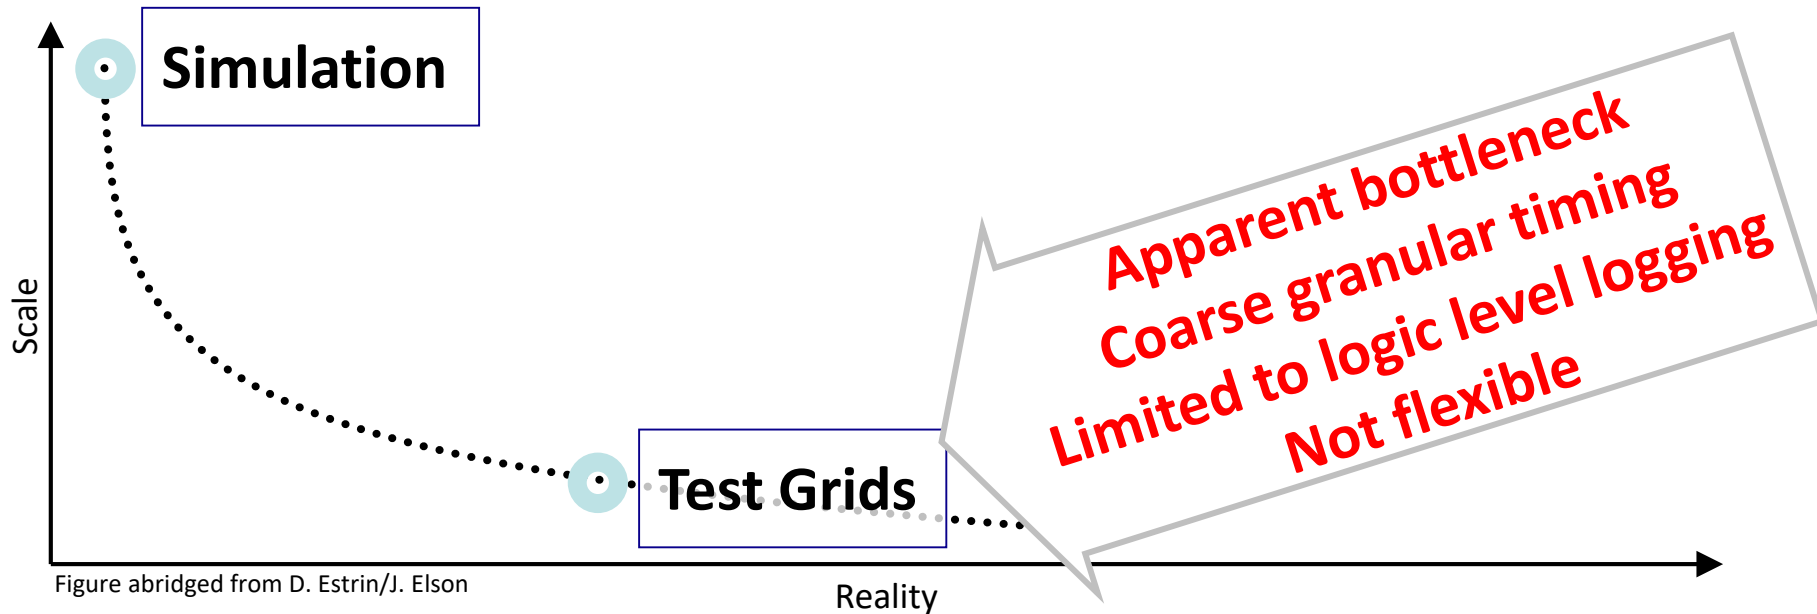 Simulation
Apparent bottleneck
Coarse granular timing
Limited to logic level logging
Not flexible
Scale
Test Grids
Figure abridged from D. Estrin/J. Elson
Reality